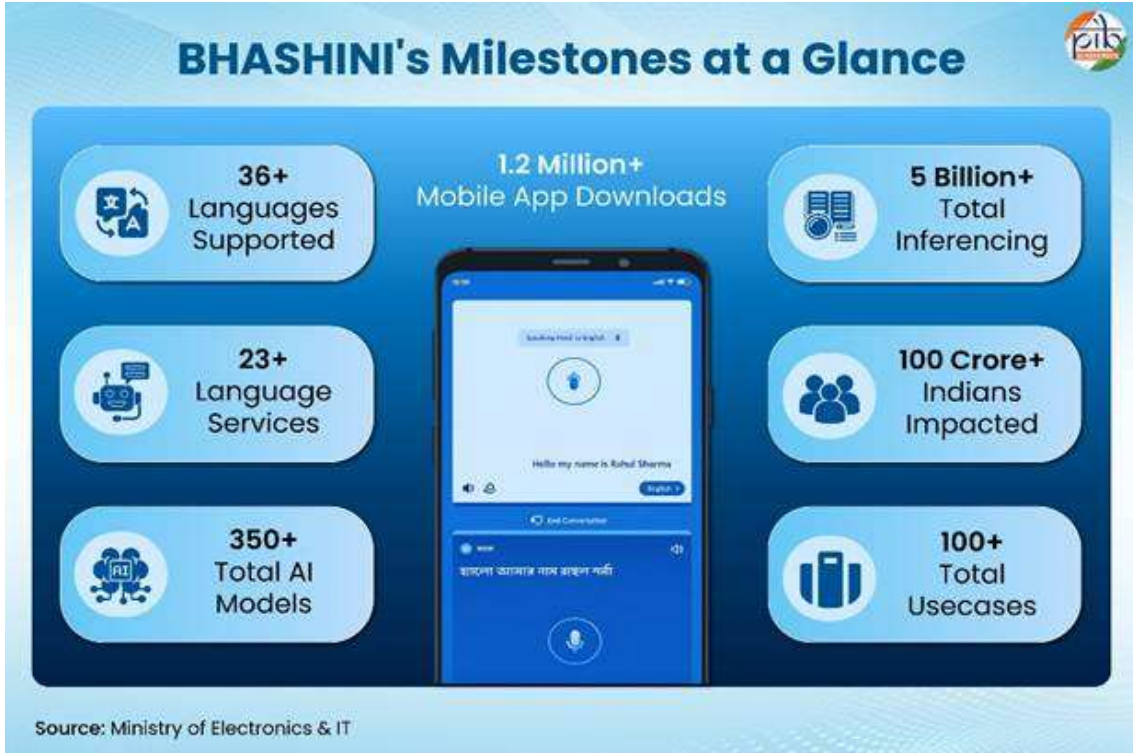 BHASHINI's Milestones at a Glance
pib
36+
Languages
Supported
23+
Language
Services
350+
AI
Total AI
Models
1.2 Million+
Mobile App Downloads
Hello my name is Rahul Sharma
English
End Conversation
হ্যালো আমার নাম রাহুল শর্মা
5 Billion+
Total
Inferencing
100 Crore+
Indians
Impacted
100+
Total
Usecases
Source: Ministry of Electronics & IT